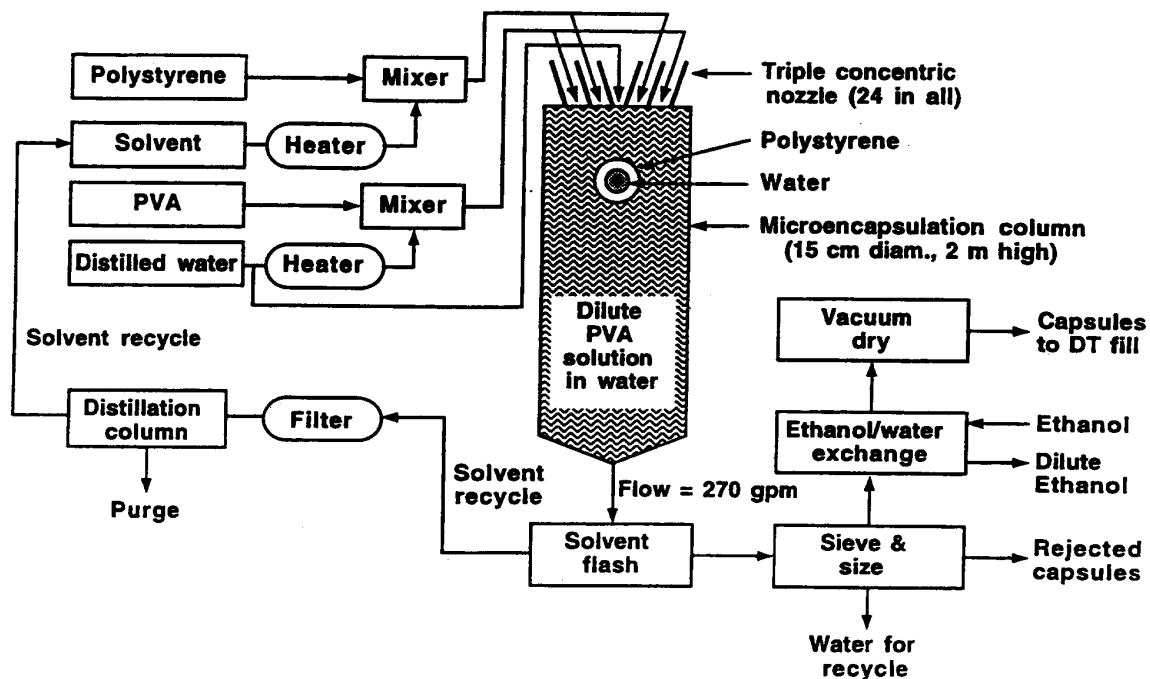 Polystyrene
Mixer
Triple concentric
nozzle (24 in all)
Solvent
Heater
Polystyrene
Water
PVA
Mixer
Microencapsulation column
(15 cm diam., 2 m high)
Distilled water
Heater
Dilute
PVA
solution
in water
Vacuum
dry
Capsules
to DT fill
Solvent recycle
Distillation
column
Filter
Ethanol/water
exchange
Ethanol
Dilute
Ethanol
Solvent
recycle
Flow = 270 gpm
Purge
Solvent
flash
Sieve &
size
Rejected
capsules
Water for
recycle